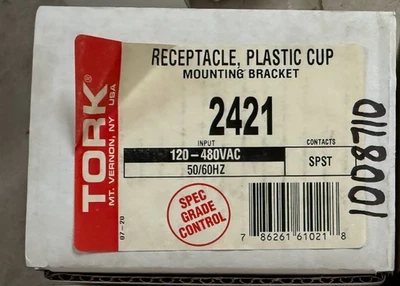 RECEPTACLE, PLASTIC CUP
MOUNTING BRACKET
2421
INPUT
120-480VAC
50/60HZ
CONTACTS
SPST
TORK®
MT. VERNON, NY USA
07-20
SPEC
GRADE
CONTROL
7 86261 61021 8
1008710